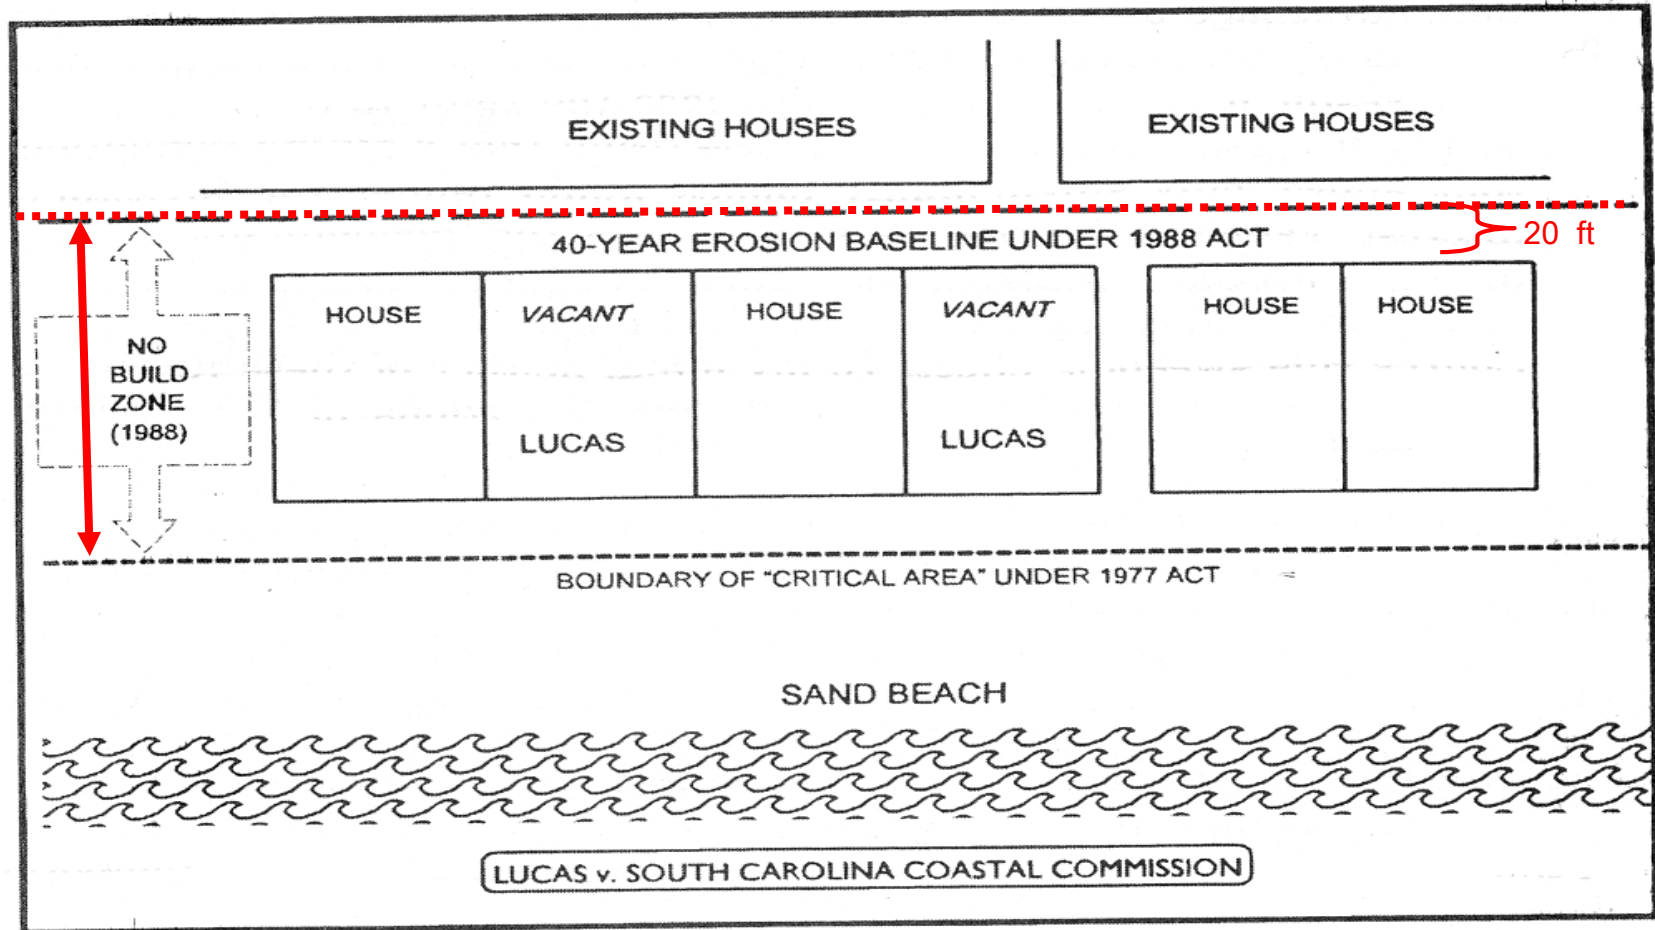 EXISTING HOUSES
EXISTING HOUSES
40-YEAR EROSION BASELINE UNDER 1988 ACT
20 ft
HOUSE
VACANT
HOUSE
VACANT
HOUSE
HOUSE
NO
BUILD
ZONE
(1988)
LUCAS
LUCAS
BOUNDARY OF "CRITICAL AREA" UNDER 1977 ACT
SAND BEACH
LUCAS v. SOUTH CAROLINA COASTAL COMMISSION